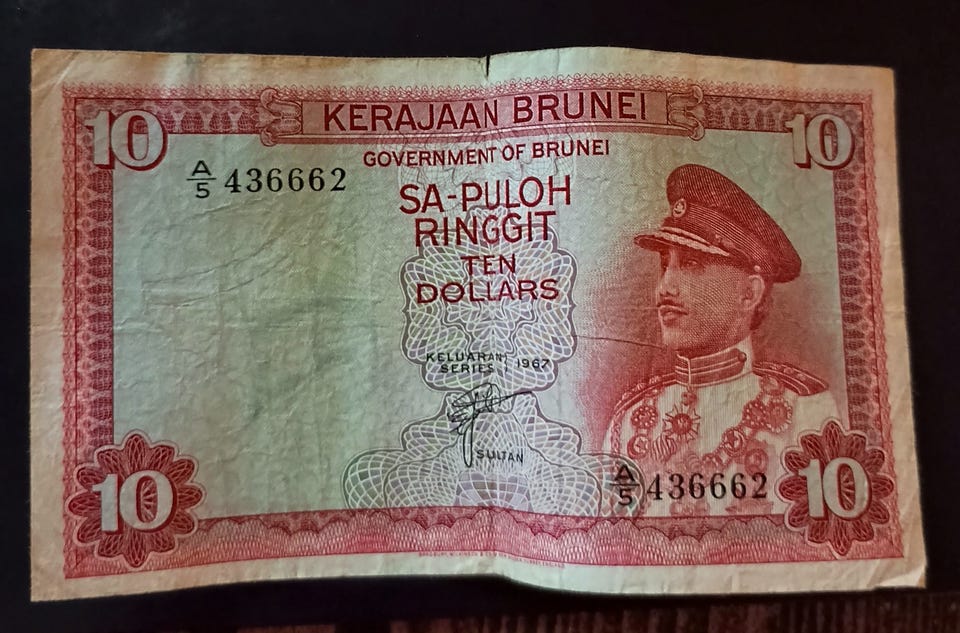 KERAJAAN BRUNEI
10
10
GOVERNMENT OF BRUNEI
A/5 436662
SA-PULOH
RINGGIT
TEN
DOLLARS
KELUARAN
SERIES 1967
SULTAN
A/5 436662
10
10